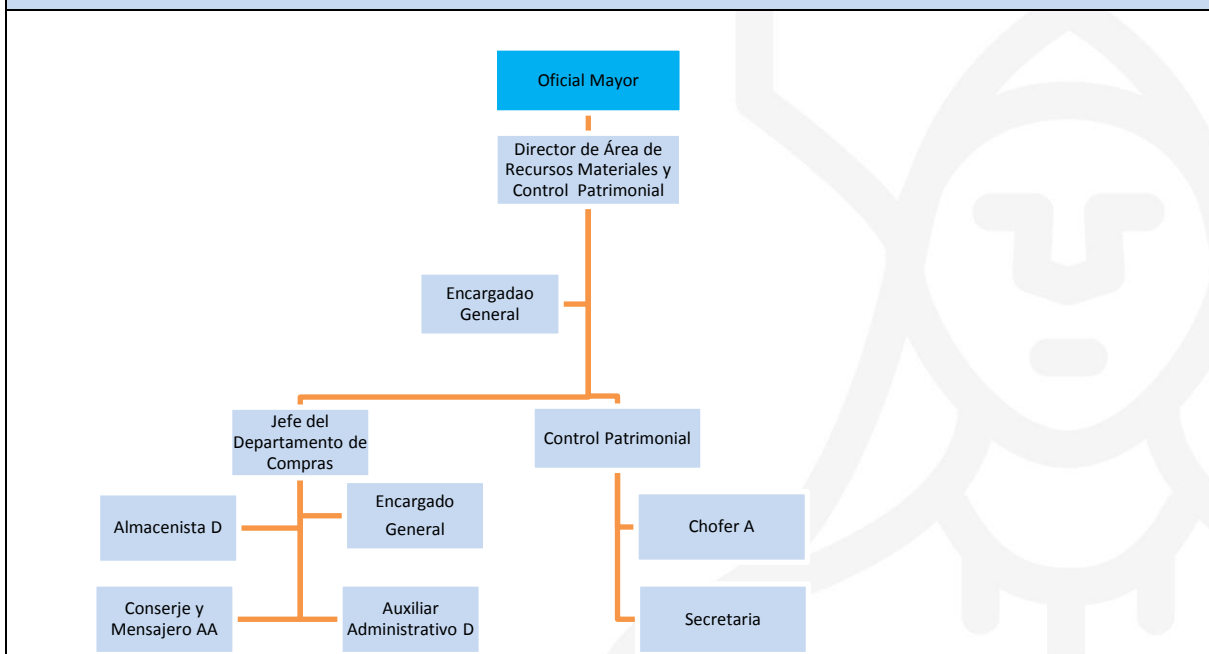 Oficial Mayor
Director de Área de
Recursos Materiales y
Control Patrimonial
Encargadao
General
Jefe del
Departamento de
Compras
Control Patrimonial
Almacenista D
Encargado
General
Chofer A
Conserje y
Mensajero AA
Auxiliar
Administrativo D
Secretaria